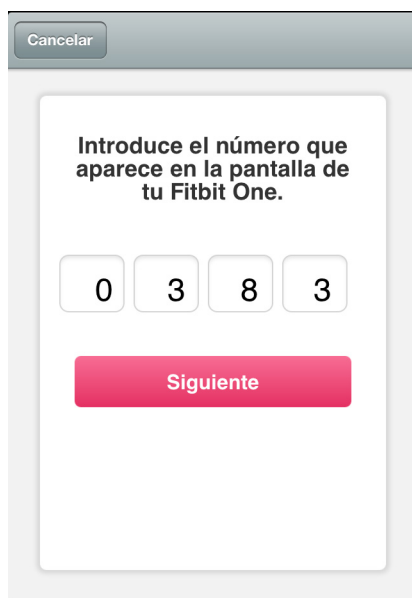 Cancelar
Introduce el número que
aparece en la pantalla de
tu Fitbit One.
0 3 8 3
Siguiente